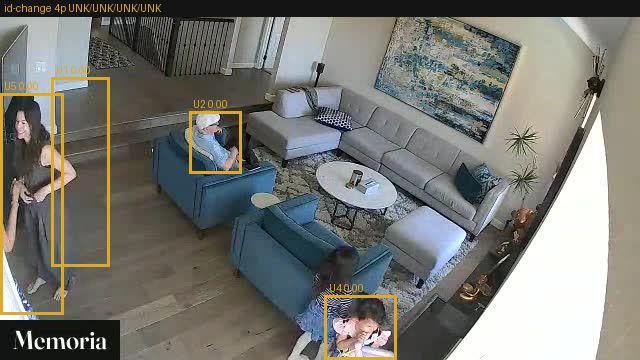 id-change 4p UNK/UNK/UNK/UNK
U1 0.00
U5 0.00
U2 0.00
U4 0.00
Memoria